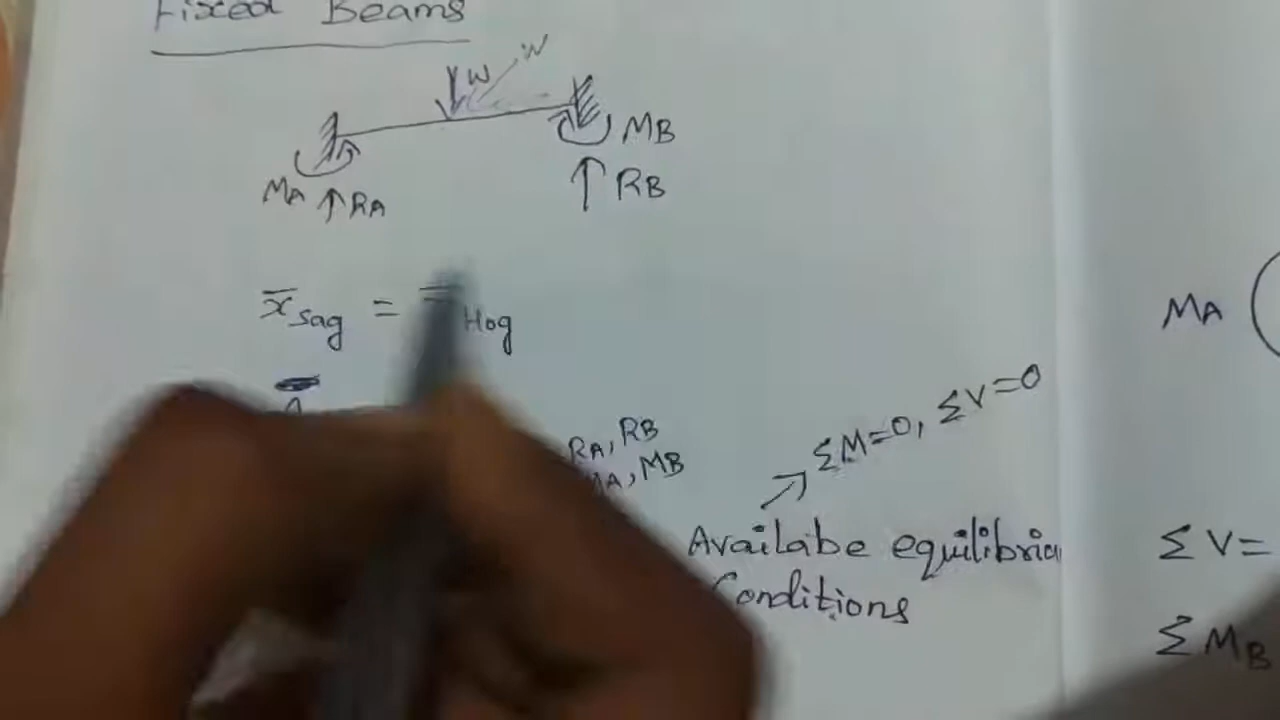 Fixed Beams
W W
MB
MA ↑RA ↑ RB
x̄sag = Hog
RA, RB
MA, MB
ΣM=0, ΣV=0
Availabe equilibria
Conditions
MA
ΣV=
ΣMB